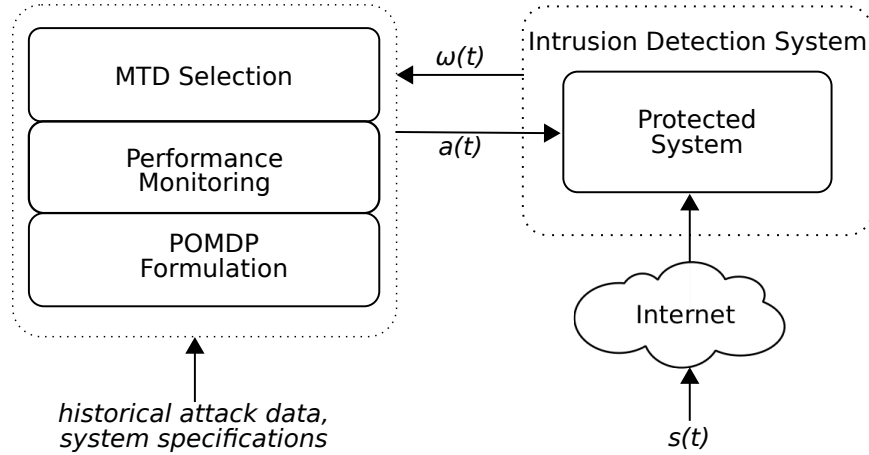 MTD Selection
Performance
Monitoring
POMDP
Formulation
historical attack data,
system specifications
ω(t)
a(t)
Intrusion Detection System
Protected
System
Internet
s(t)